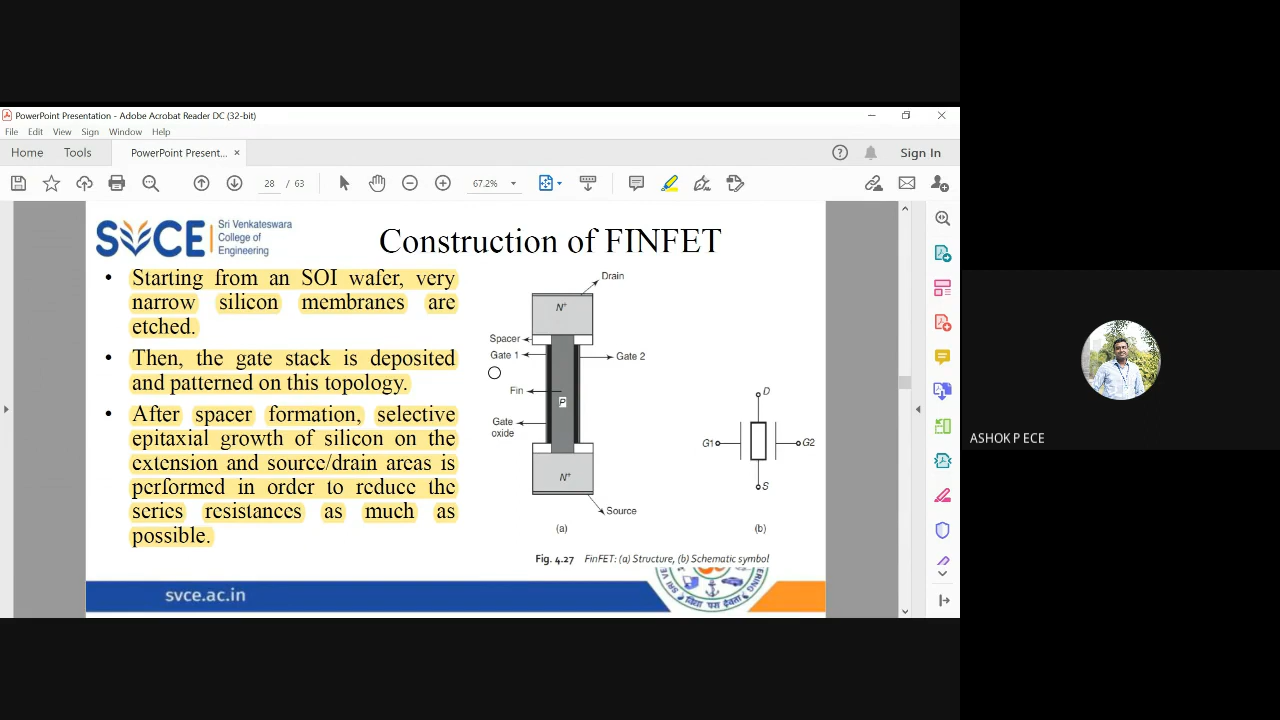 PowerPoint Presentation - Adobe Acrobat Reader DC (32-bit)
File Edit View Sign Window Help
Home Tools PowerPoint Present... × Sign In
28 / 63 67.2%
SVCE Sri Venkateswara
College of
Engineering
Construction of FINFET
• Starting from an SOI wafer, very
narrow silicon membranes are
etched.
• Then, the gate stack is deposited
and patterned on this topology.
• After spacer formation, selective
epitaxial growth of silicon on the
extension and source/drain areas is
performed in order to reduce the
series resistances as much as
possible.
Drain
N+
Spacer
Gate 1
Gate 2
Fin
P
Gate
oxide
N+
Source
(a)
D
G1
G2
S
(b)
Fig. 4.27 FinFET: (a) Structure, (b) Schematic symbol
svce.ac.in
ASHOK P ECE